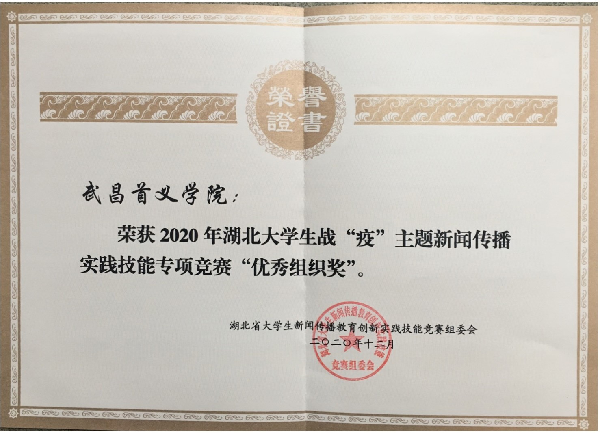 榮譽
證書
武昌首义学院：
荣获2020年湖北大学生战“疫”主题新闻传播
实践技能专项竞赛“优秀组织奖”。
湖北省大学生新闻传播教育创新实践技能竞赛组委会
二〇二〇年十二月
竞赛组委会